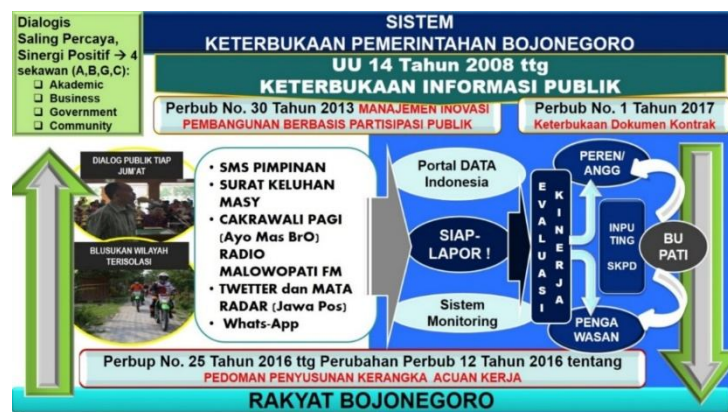 Dialogis
Saling Percaya,
Sinergi Positif → 4
sekawan (A,B,G,C):
❑ Akademic
❑ Business
❑ Government
❑ Community
SISTEM
KETERBUKAAN PEMERINTAHAN BOJONEGORO
UU 14 Tahun 2008 ttg
KETERBUKAAN INFORMASI PUBLIK
Perbub No. 30 Tahun 2013 MANAJEMEN INOVASI
PEMBANGUNAN BERBASIS PARTISIPASI PUBLIK
Perbub No. 1 Tahun 2017
Keterbukaan Dokumen Kontrak
DIALOG PUBLIK TIAP
JUM'AT
BLUSUKAN WILAYAH
TERISOLASI
• SMS PIMPINAN
• SURAT KELUHAN
MASY
• CAKRAWALI PAGI
(Ayo Mas BrO)
RADIO
MALOWOPATI FM
• TWETTER dan MATA
RADAR (Jawa Pos)
• Whats-App
Portal DATA
Indonesia
SIAP-
LAPOR !
Sistem
Monitoring
EVALUASI
KINERJA
PEREN/
ANGG
INPU
TING
SKPD
PENGA
WASAN
BU
PATI
Perbup No. 25 Tahun 2016 ttg Perubahan Perbub 12 Tahun 2016 tentang
PEDOMAN PENYUSUNAN KERANGKA ACUAN KERJA
RAKYAT BOJONEGORO